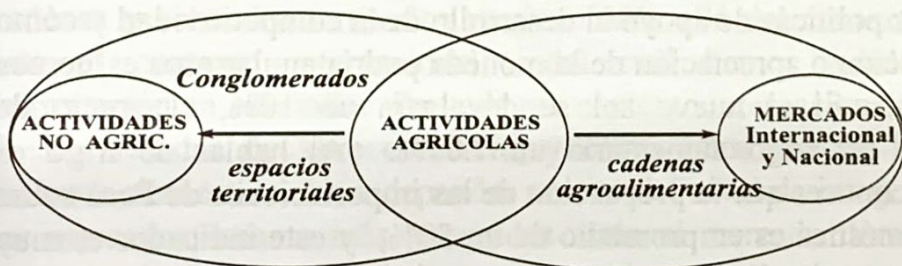 Conglomerados
ACTIVIDADES
NO AGRIC.
espacios
territoriales
ACTIVIDADES
AGRICOLAS
cadenas
agroalimentarias
MERCADOS
Internacional
y Nacional